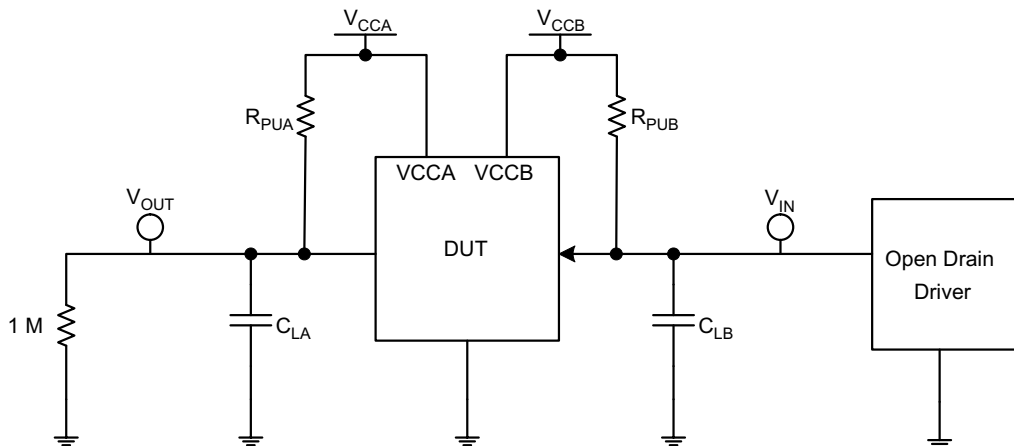 VCCA
VCCB
RPUA
RPUB
VCCA VCCB
VOUT
VIN
DUT
Open Drain
Driver
1 M
CLA
CLB